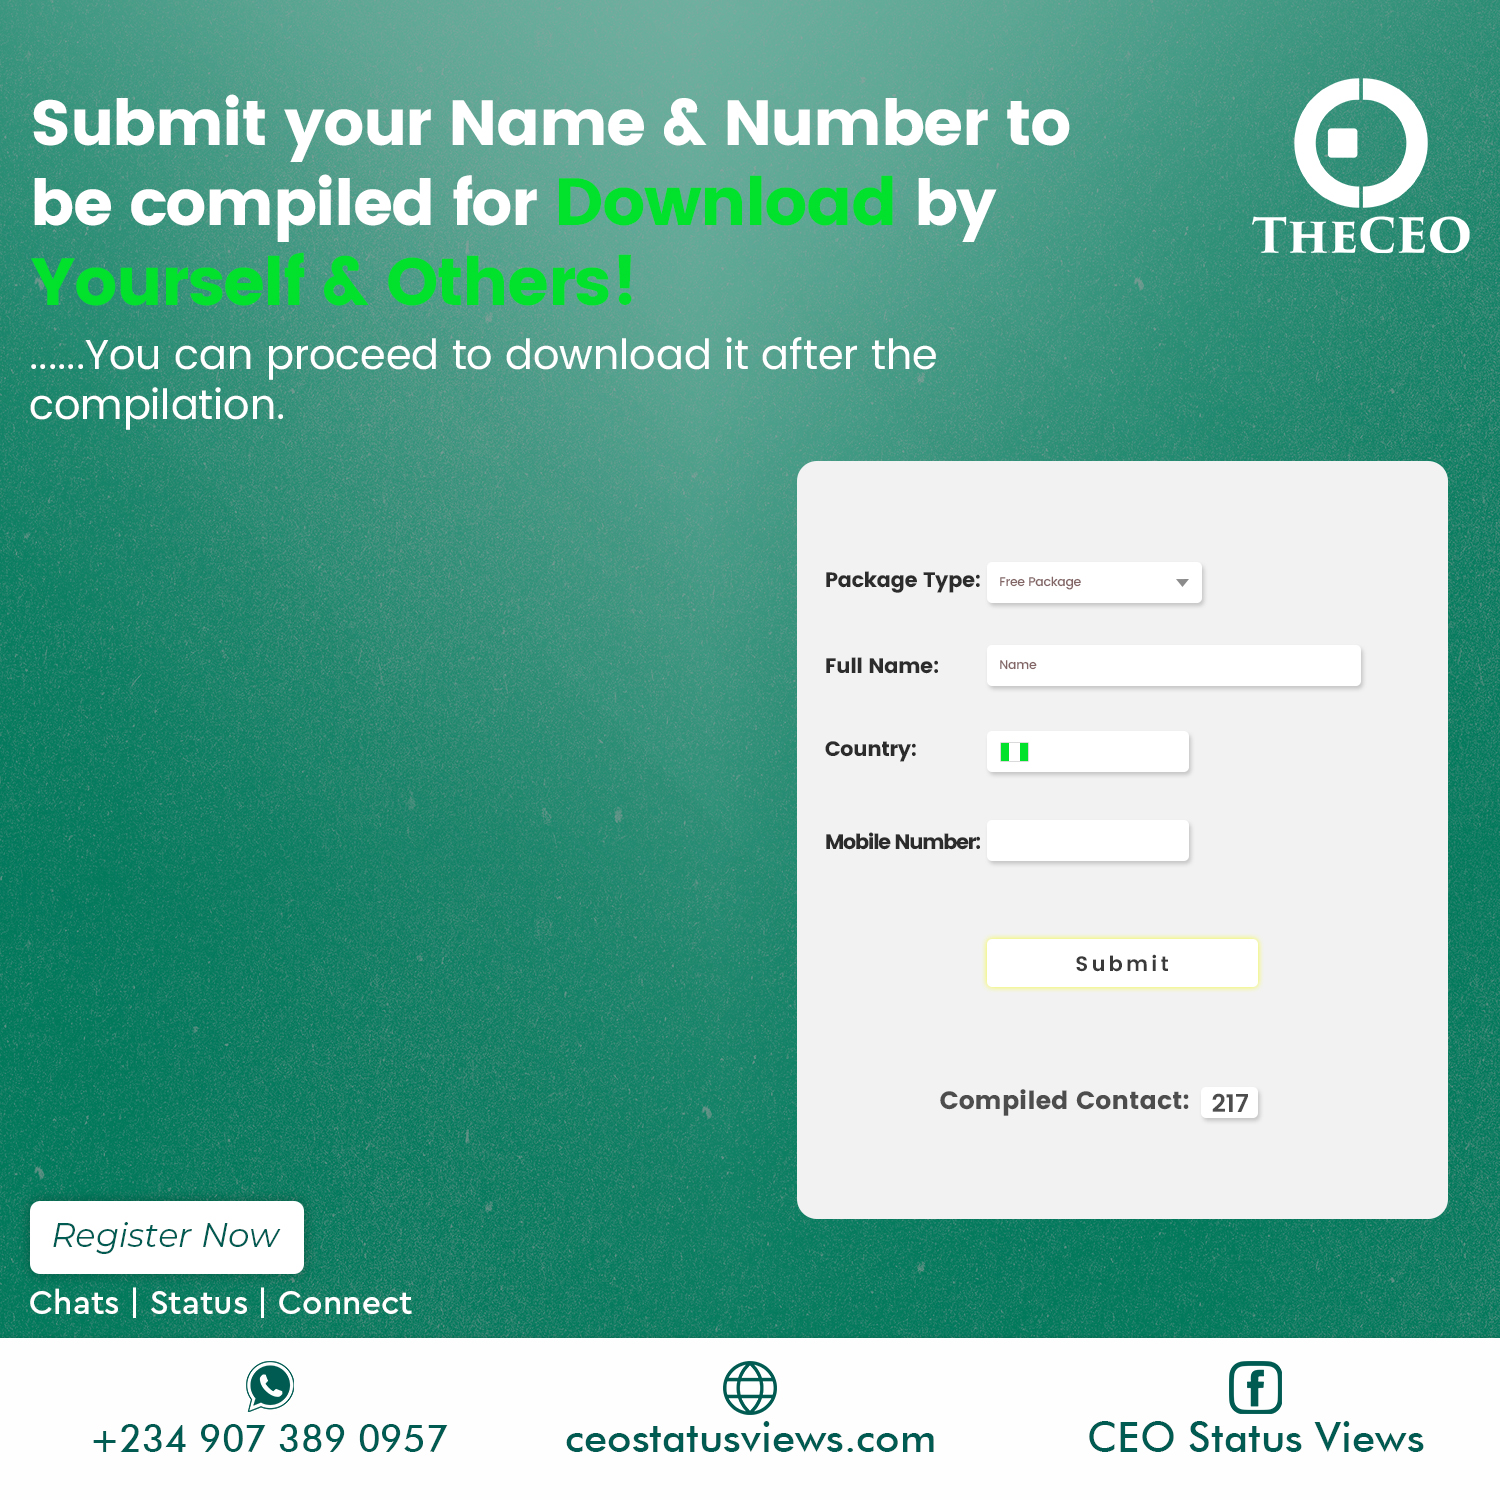 Submit your Name & Number to
be compiled for Download by
Yourself & Others!
......You can proceed to download it after the
compilation.
THECEO
Package Type: Free Package
Full Name: Name
Country:
Mobile Number:
Submit
Compiled Contact: 217
Register Now
Chats | Status | Connect
+234 907 389 0957
ceostatusviews.com
CEO Status Views